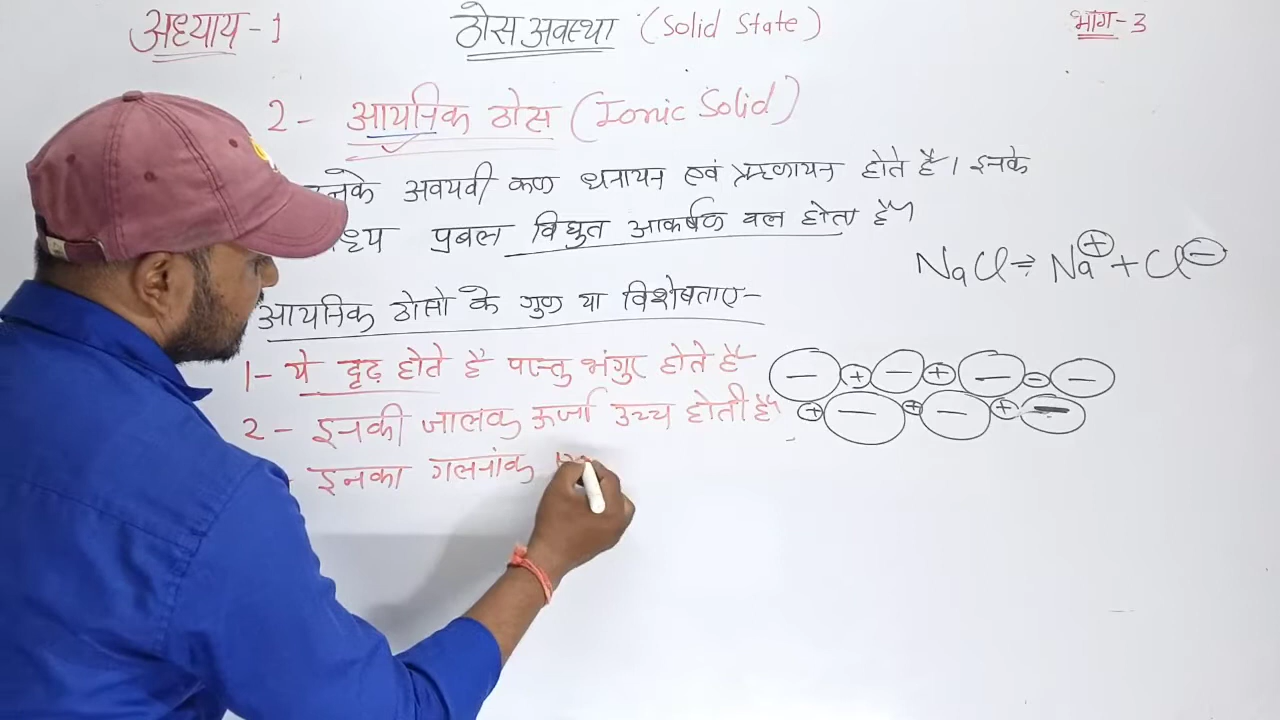 अध्याय - 1
ठोस अवस्था (Solid State)
भाग - 3
2 - आयनिक ठोस (Ionic Solid)
अवयवी कण धनायन एवं ऋणायन होते है। इनके
प्रबल विद्युत आकर्षक बल होता है"
NaCl ⇌ Na⊕ + Cl⊖
आयनिक ठोसो के गुण या विशेषताए -
1 - ये दृढ़ होते है परन्तु भंगुर होते है
2 - इनकी जालक ऊर्जा उच्च होती है"
इनका गलनांक
− + − + − − −
+ − + − + −